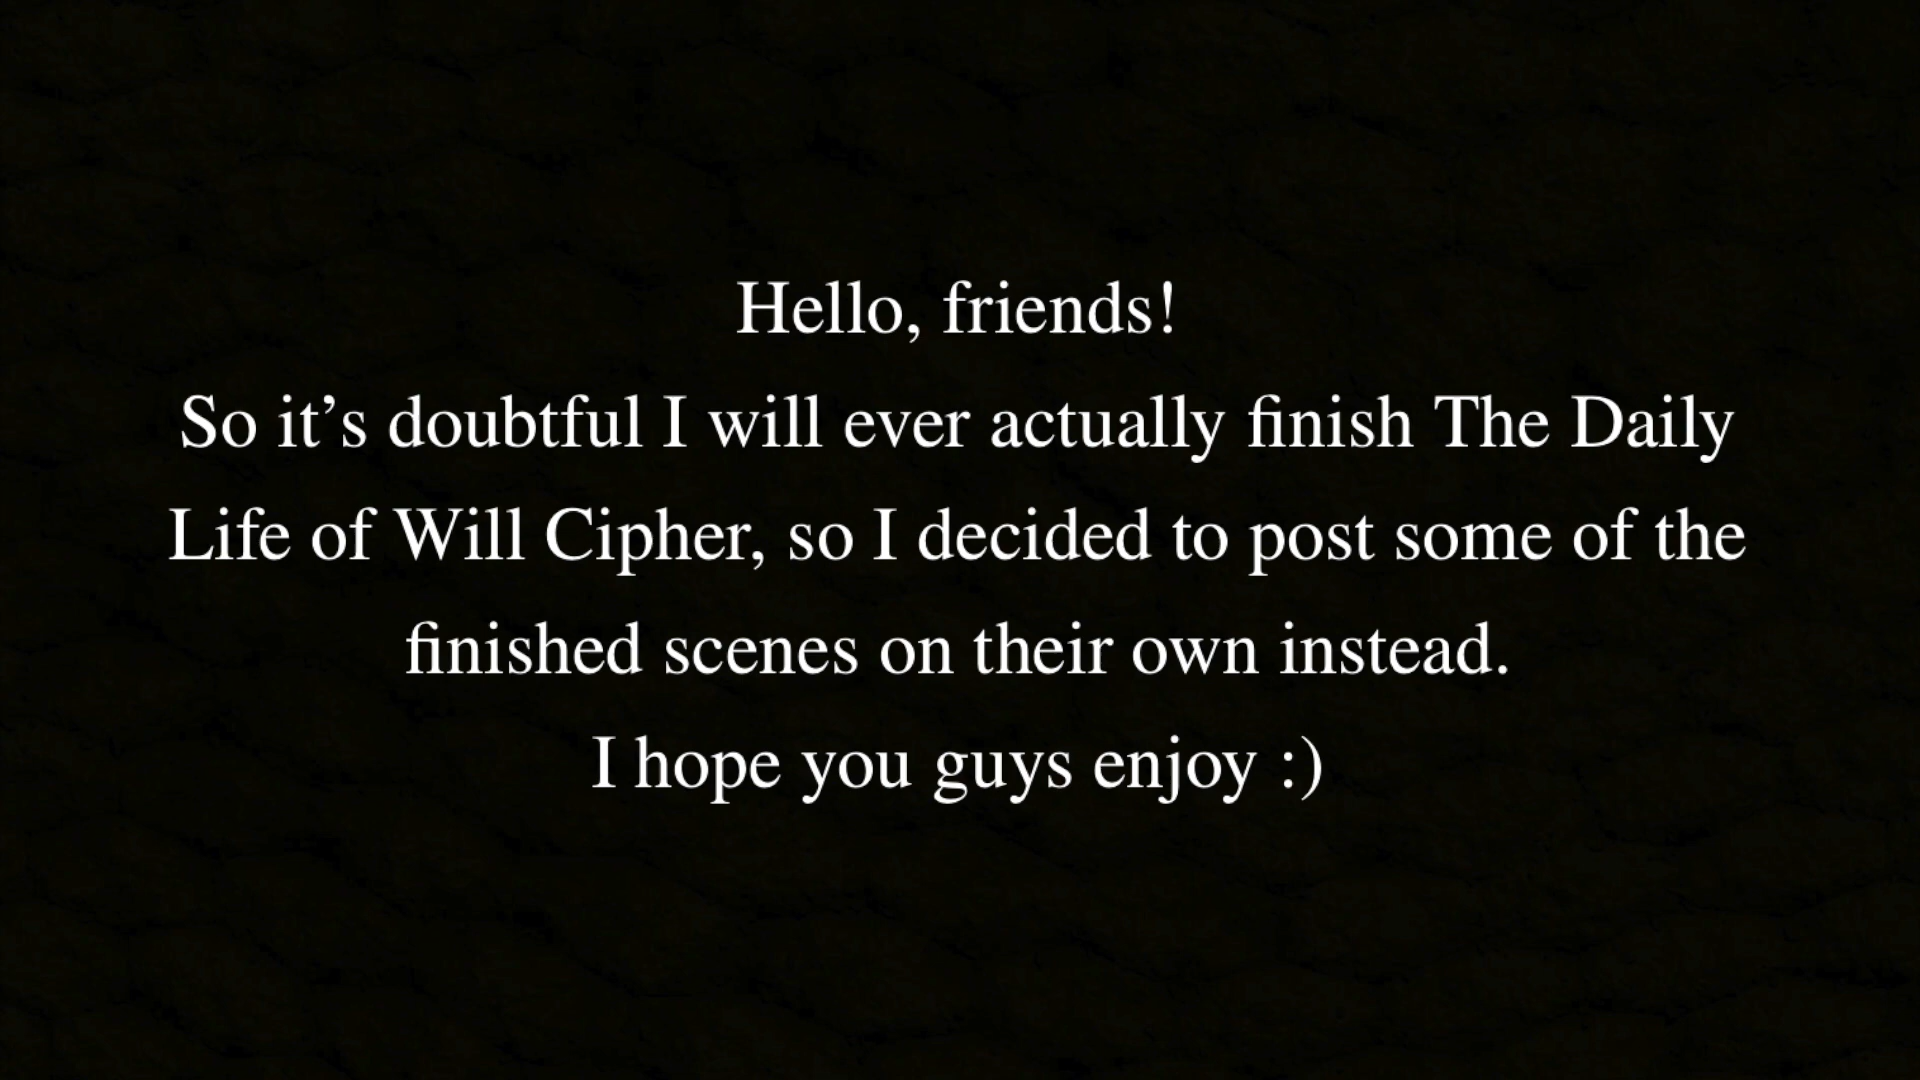 Hello, friends!
So it’s doubtful I will ever actually finish The Daily
Life of Will Cipher, so I decided to post some of the
finished scenes on their own instead.
I hope you guys enjoy :)